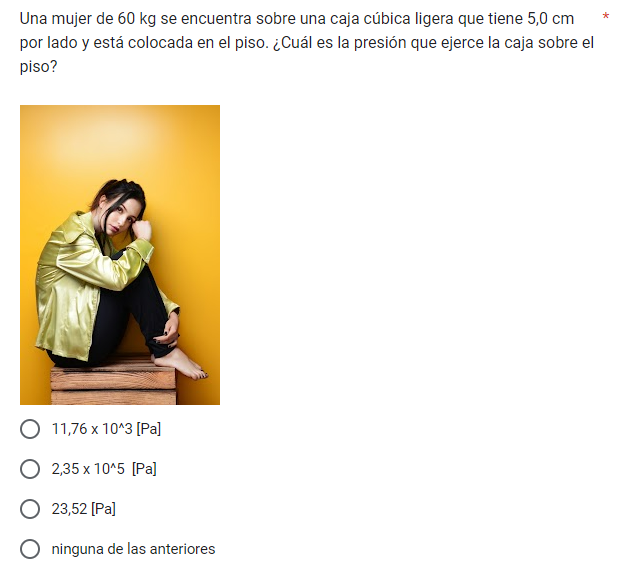 Una mujer de 60 kg se encuentra sobre una caja cúbica ligera que tiene 5,0 cm *
por lado y está colocada en el piso. ¿Cuál es la presión que ejerce la caja sobre el
piso?
11,76 x 10^3 [Pa]
2,35 x 10^5 [Pa]
23,52 [Pa]
ninguna de las anteriores